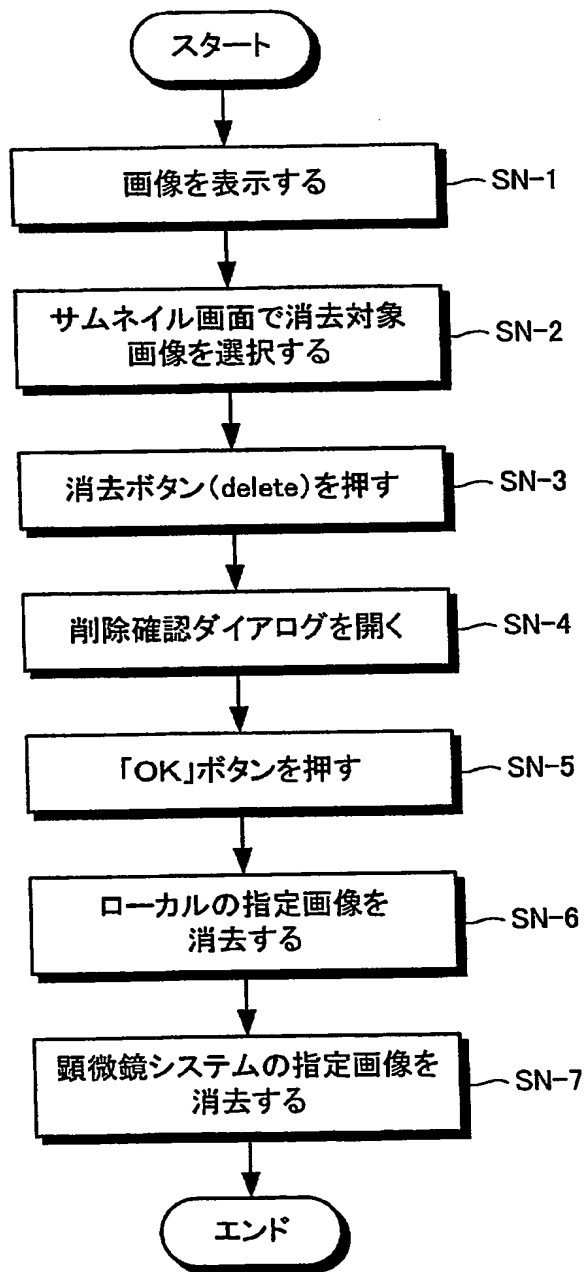 スタート
画像を表示する
SN-1
サムネイル画面で消去対象
画像を選択する
SN-2
消去ボタン(delete)を押す
SN-3
削除確認ダイアログを開く
SN-4
「OK」ボタンを押す
SN-5
ローカルの指定画像を
消去する
SN-6
顕微鏡システムの指定画像を
消去する
SN-7
エンド